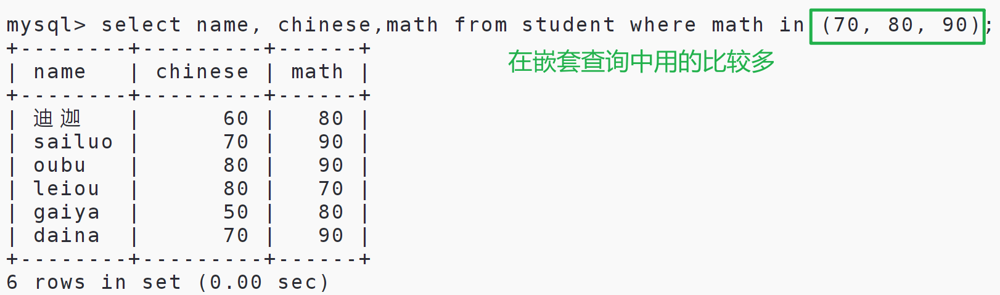 mysql> select name, chinese,math from student where math in (70, 80, 90);
+--------+---------+------+
在嵌套查询中用的比较多
| name   | chinese | math |
+--------+---------+------+
| 迪迦   |      60 |   80 |
| sailuo |      70 |   90 |
| oubu   |      80 |   90 |
| leiou  |      80 |   70 |
| gaiya  |      50 |   80 |
| daina  |      70 |   90 |
+--------+---------+------+
6 rows in set (0.00 sec)